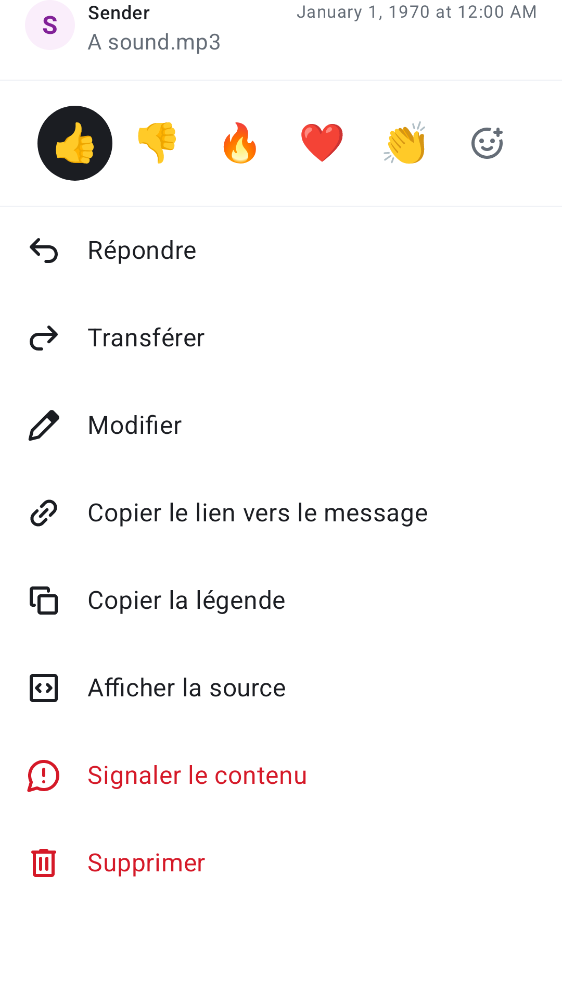 S
Sender
January 1, 1970 at 12:00 AM
A sound.mp3
Répondre
Transférer
Modifier
Copier le lien vers le message
Copier la légende
Afficher la source
Signaler le contenu
Supprimer